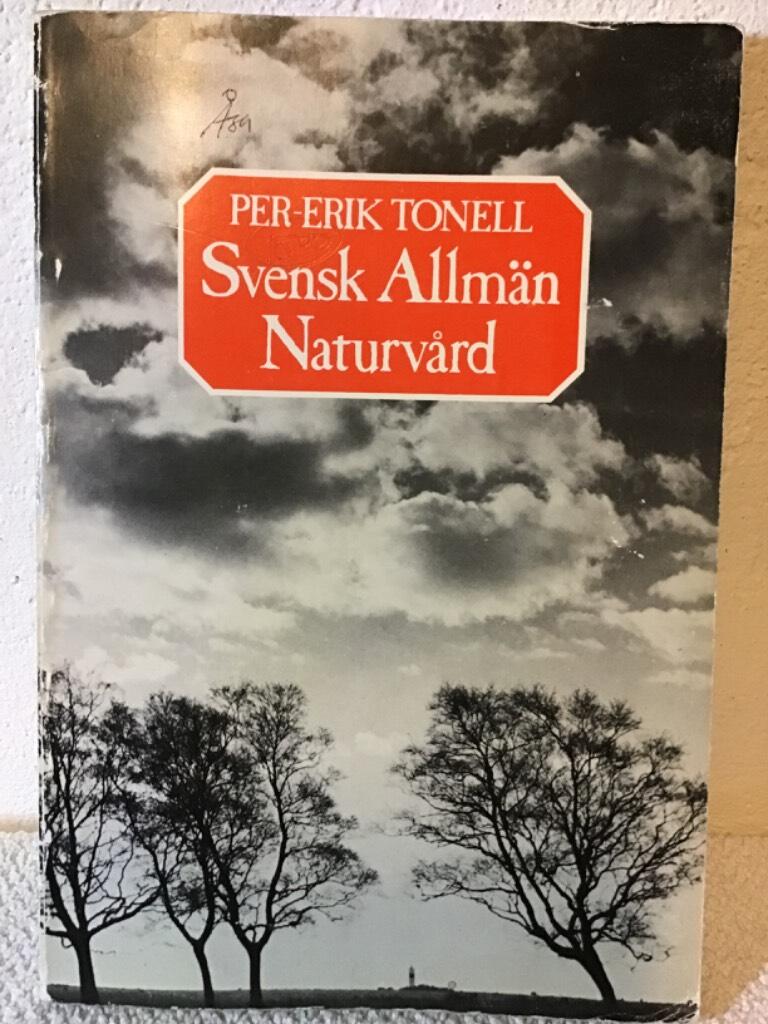 Åsa
PER-ERIK TONELL
Svensk Allmän
Naturvård